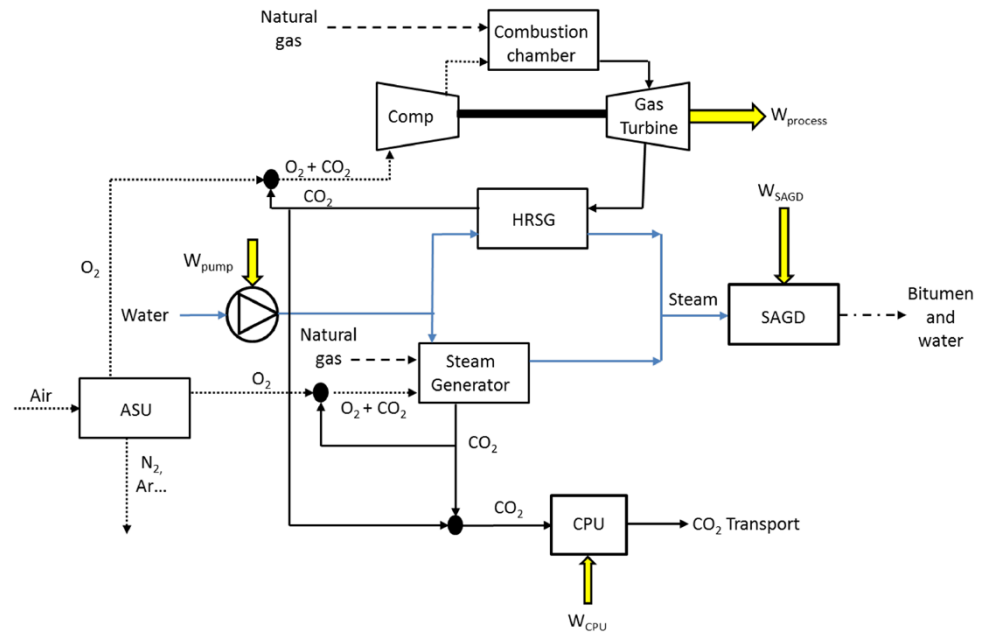 Natural
gas
Combustion
chamber
Comp
Gas
Turbine
W_process
O₂ + CO₂
CO₂
HRSG
W_SAGD
O₂
W_pump
Water
Steam
SAGD
Bitumen
and
water
Natural
gas
Steam
Generator
Air
ASU
O₂
O₂ + CO₂
CO₂
N₂,
Ar...
CO₂
CPU
CO₂ Transport
W_CPU